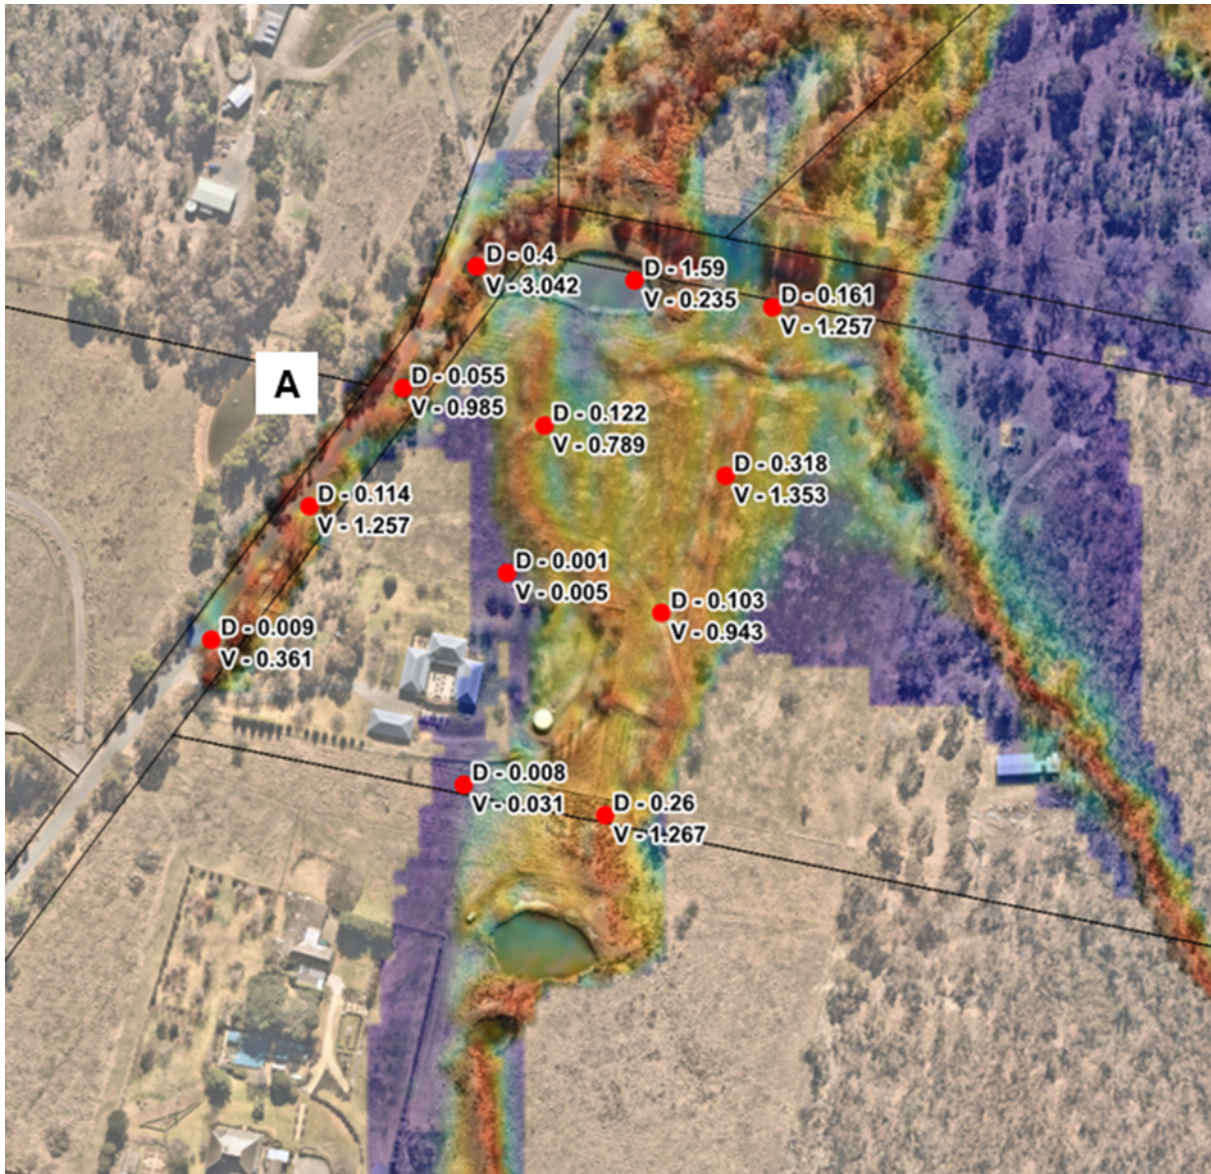 D - 0.4
V - 3.042
D - 1.59
V - 0.235
D - 0.161
V - 1.257
A
D - 0.055
V - 0.985
D - 0.122
V - 0.789
D - 0.318
V - 1.353
D - 0.114
V - 1.257
D - 0.001
V - 0.005
D - 0.103
V - 0.943
D - 0.009
V - 0.361
D - 0.008
V - 0.031
D - 0.26
V - 1.267